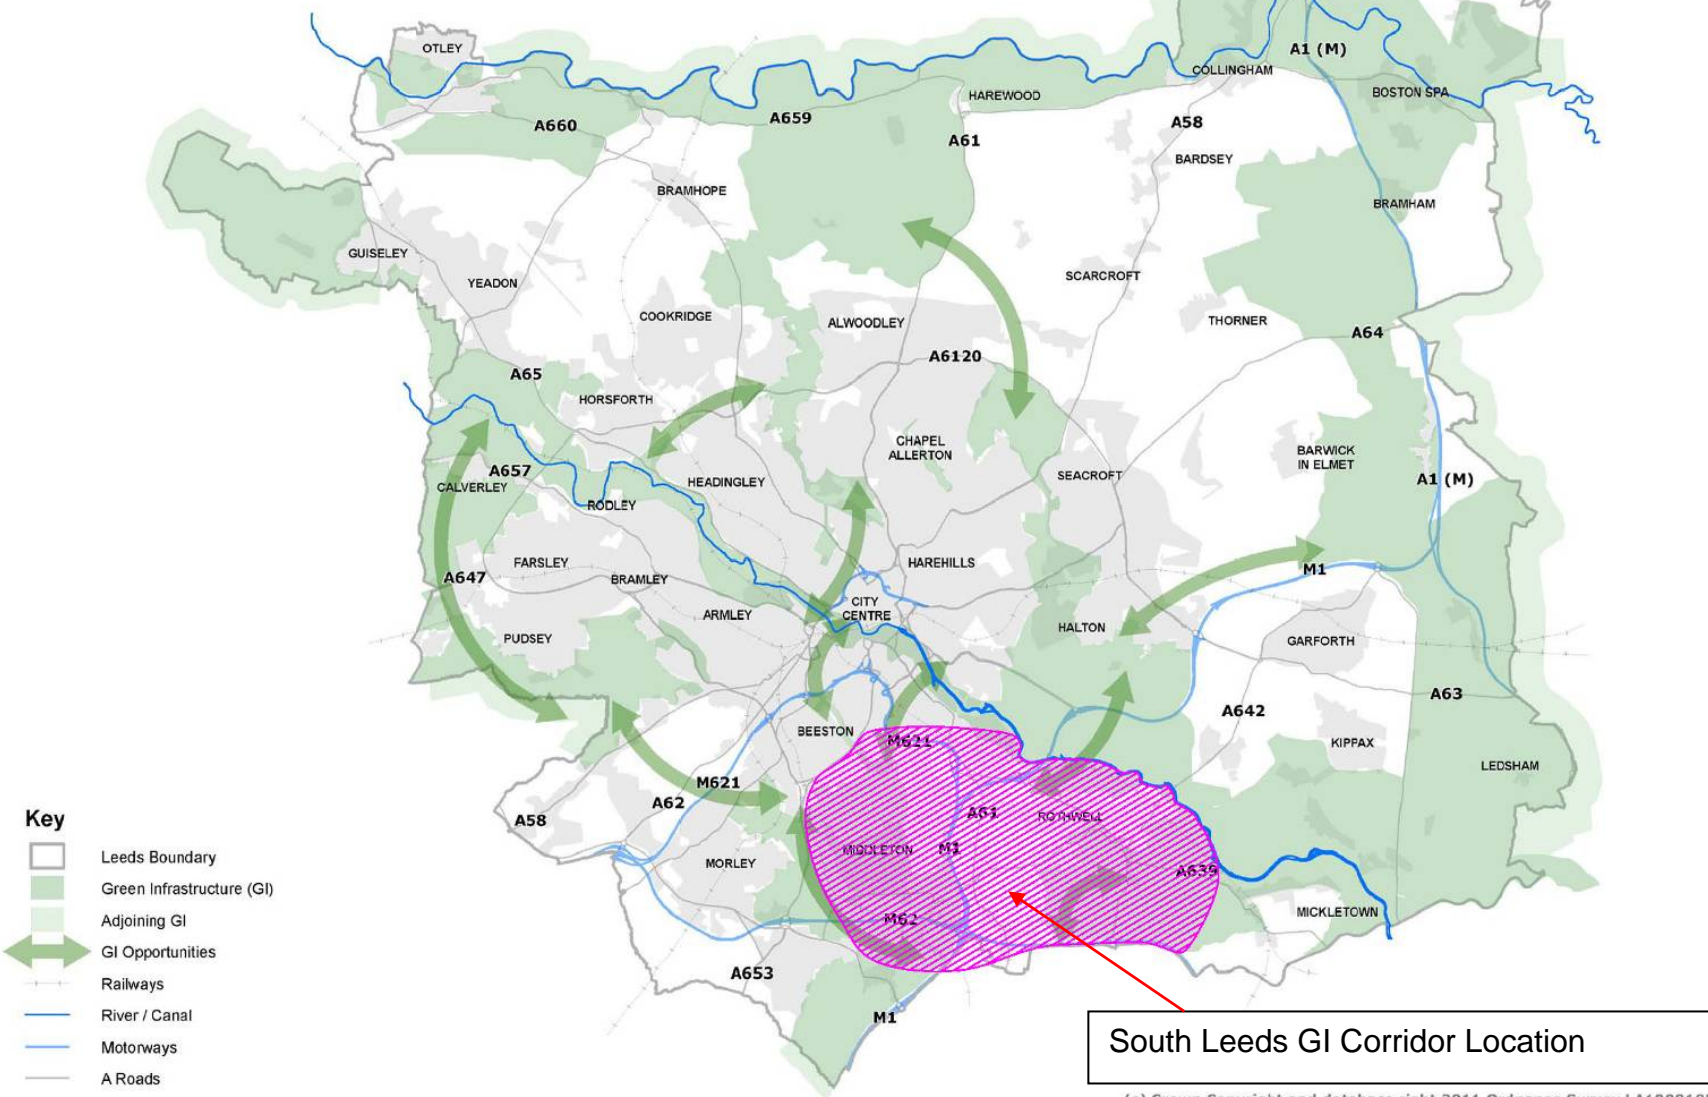 OTLEY
A1 (M)
COLLINGHAM
BOSTON SPA
HAREWOOD
A660
A659
A61
A58
BARDSEY
BRAMHOPE
BRAMHAM
GUISELEY
YEADON
SCARCROFT
COOKRIDGE
ALWOODLEY
THORNER
A64
A6120
A65
HORSFORTH
CHAPEL
ALLERTON
BARWICK
IN ELMET
A657
CALVERLEY
HEADINGLEY
SEACROFT
A1 (M)
RODLEY
FARSLEY
HAREHILLS
A647
BRAMLEY
M1
CITY
CENTRE
ARMLEY
HALTON
PUDSEY
GARFORTH
A63
A642
BEESTON
M621
KIPPAX
LEDSHAM
M621
A62
A58
A61
ROTHWELL
MIDDLETON
M1
MORLEY
A639
M62
MICKLETOWN
A653
M1
Key
Leeds Boundary
Green Infrastructure (GI)
Adjoining GI
GI Opportunities
Railways
River / Canal
Motorways
A Roads
South Leeds GI Corridor Location